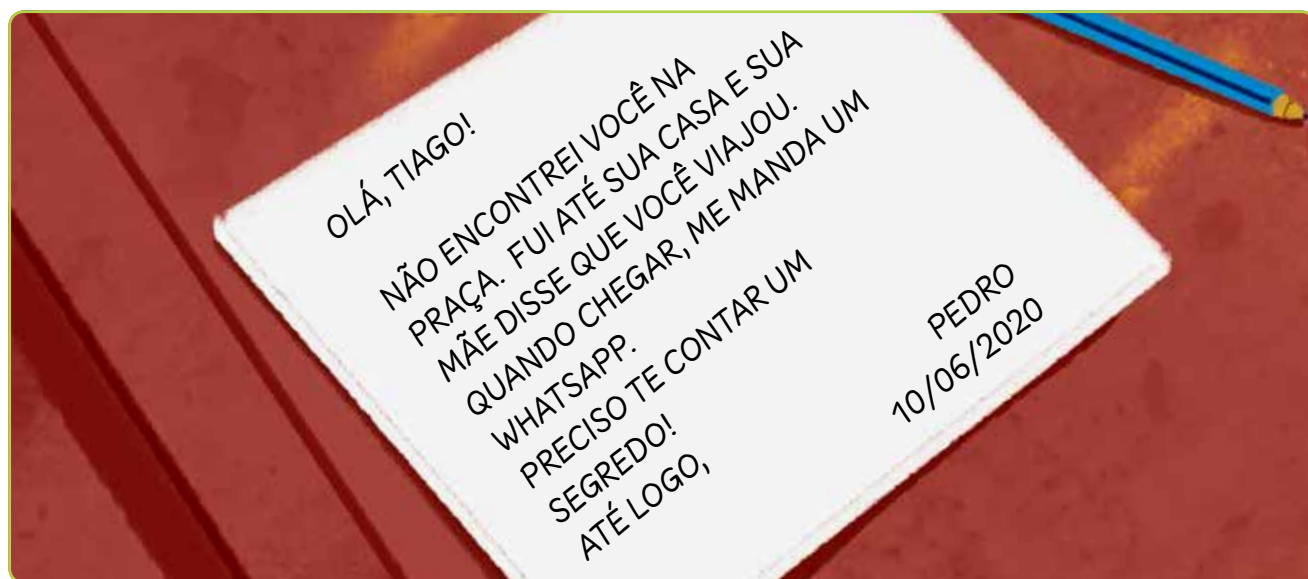 OLÁ, TIAGO!
NÃO ENCONTREI VOCÊ NA
PRAÇA. FUI ATÉ SUA CASA E SUA
MÃE DISSE QUE VOCÊ VIAJOU.
QUANDO CHEGAR, ME MANDA UM
WHATSAPP.
PRECISO TE CONTAR UM
SEGREDO!
ATÉ LOGO,
PEDRO
10/06/2020